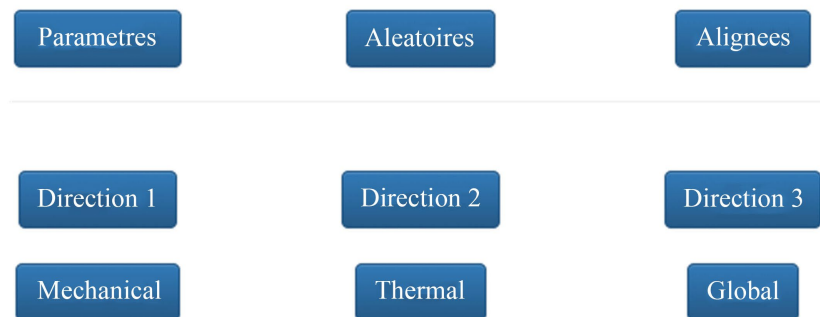 Parametres Aleatoires Alignees
Direction 1 Direction 2 Direction 3
Mechanical Thermal Global